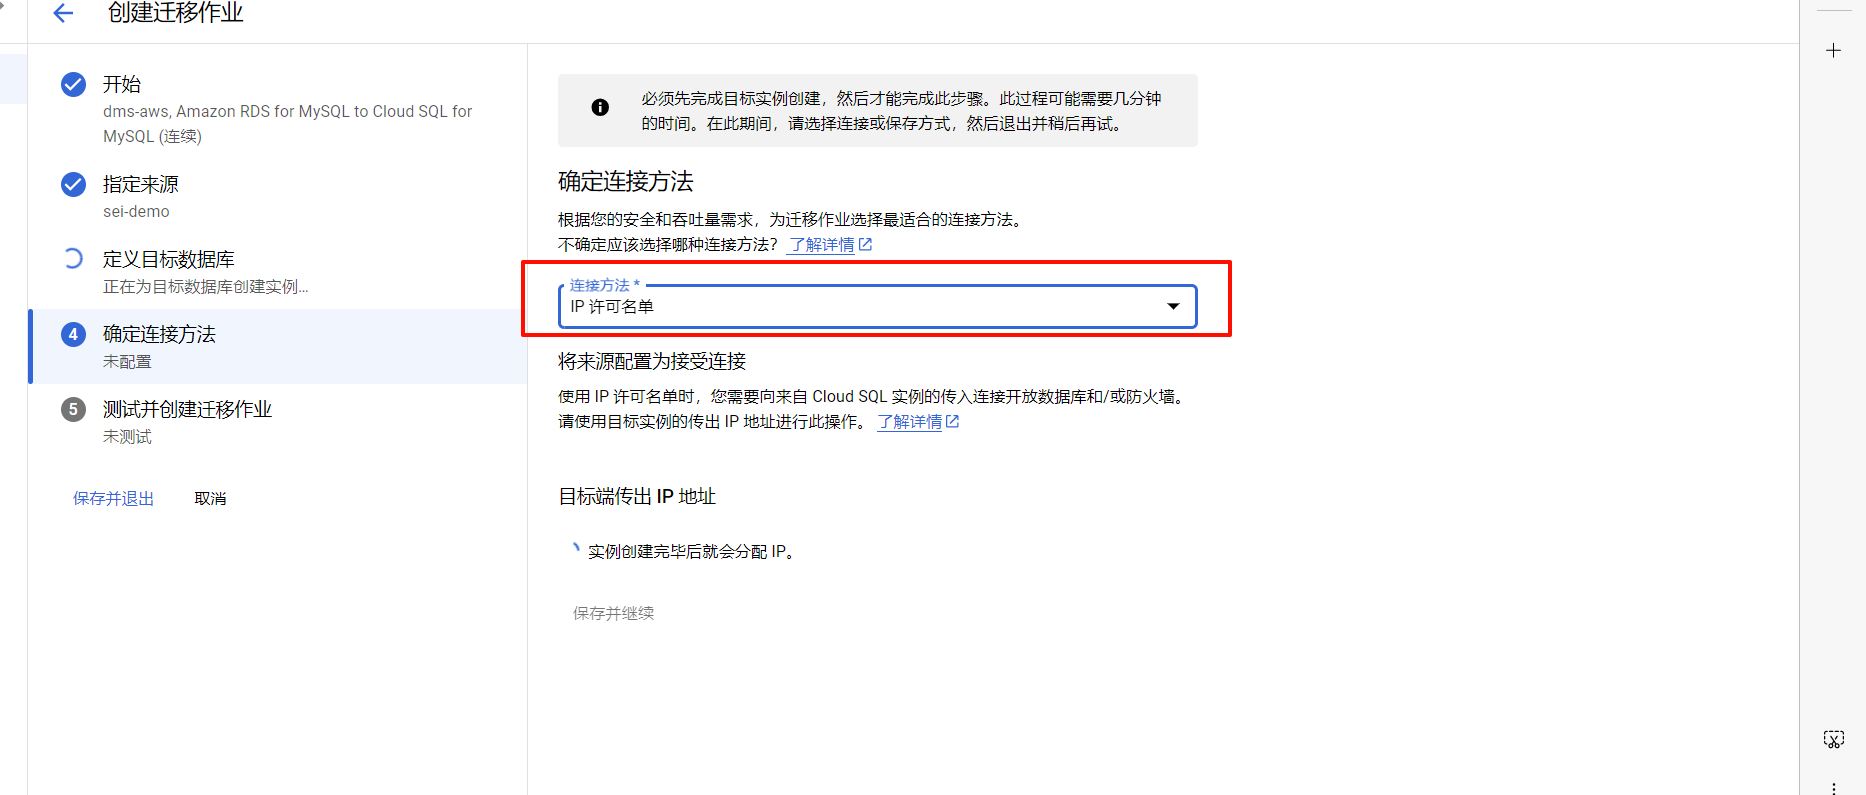 创建迁移作业
开始
dms-aws, Amazon RDS for MySQL to Cloud SQL for
MySQL (连续)
指定来源
sei-demo
定义目标数据库
正在为目标数据库创建实例...
4
确定连接方法
未配置
5
测试并创建迁移作业
未测试
保存并退出
取消
必须先完成目标实例创建，然后才能完成此步骤。此过程可能需要几分钟
的时间。在此期间，请选择连接或保存方式，然后退出并稍后再试。
确定连接方法
根据您的安全和吞吐量需求，为迁移作业选择最适合的连接方法。
不确定应该选择哪种连接方法？ 了解详情
连接方法 *
IP 许可名单
将来源配置为接受连接
使用 IP 许可名单时，您需要向来自 Cloud SQL 实例的传入连接开放数据库和/或防火墙。
请使用目标实例的传出 IP 地址进行此操作。 了解详情
目标端传出 IP 地址
实例创建完毕后就会分配 IP。
保存并继续